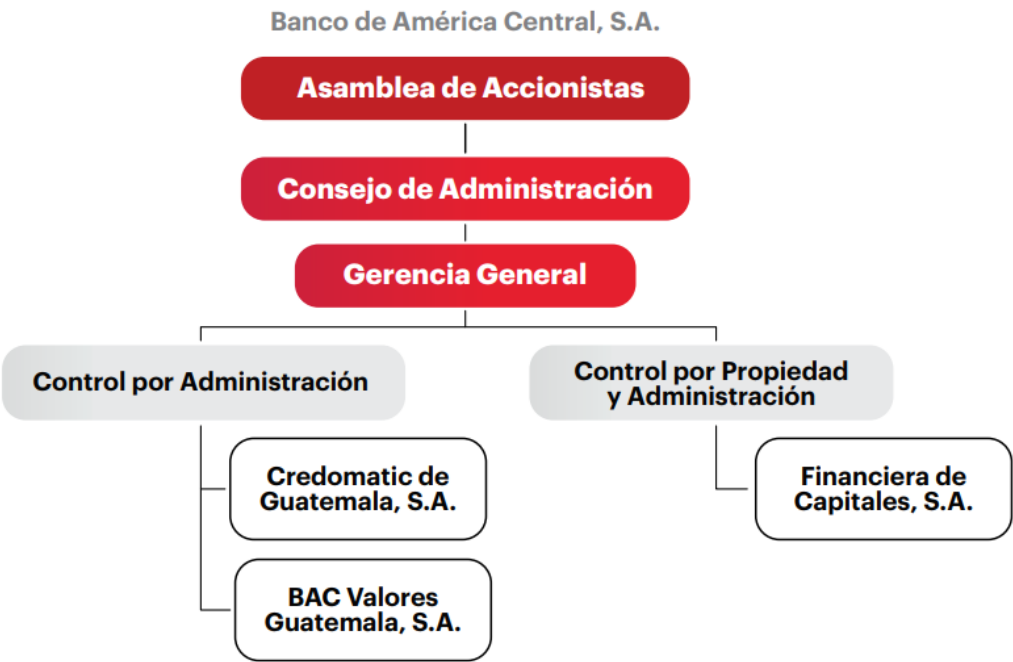 Banco de América Central, S.A.
Asamblea de Accionistas
Consejo de Administración
Gerencia General
Control por Administración
Control por Propiedad
y Administración
Credomatic de
Guatemala, S.A.
Financiera de
Capitales, S.A.
BAC Valores
Guatemala, S.A.